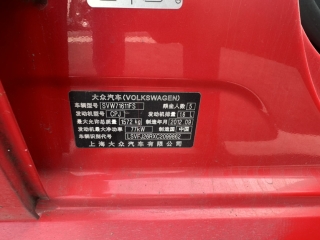 大众汽车(VOLKSWAGEN)
车辆型号 SVW71611FS 乘坐人数 5
发动机型号 CPJ 发动机排量 1.6 L
最大允许总质量 1572 kg 制造年月 2012.09
发动机最大净功率 77kW 制造国 中国
车辆识别代号
上海大众汽车有限公司